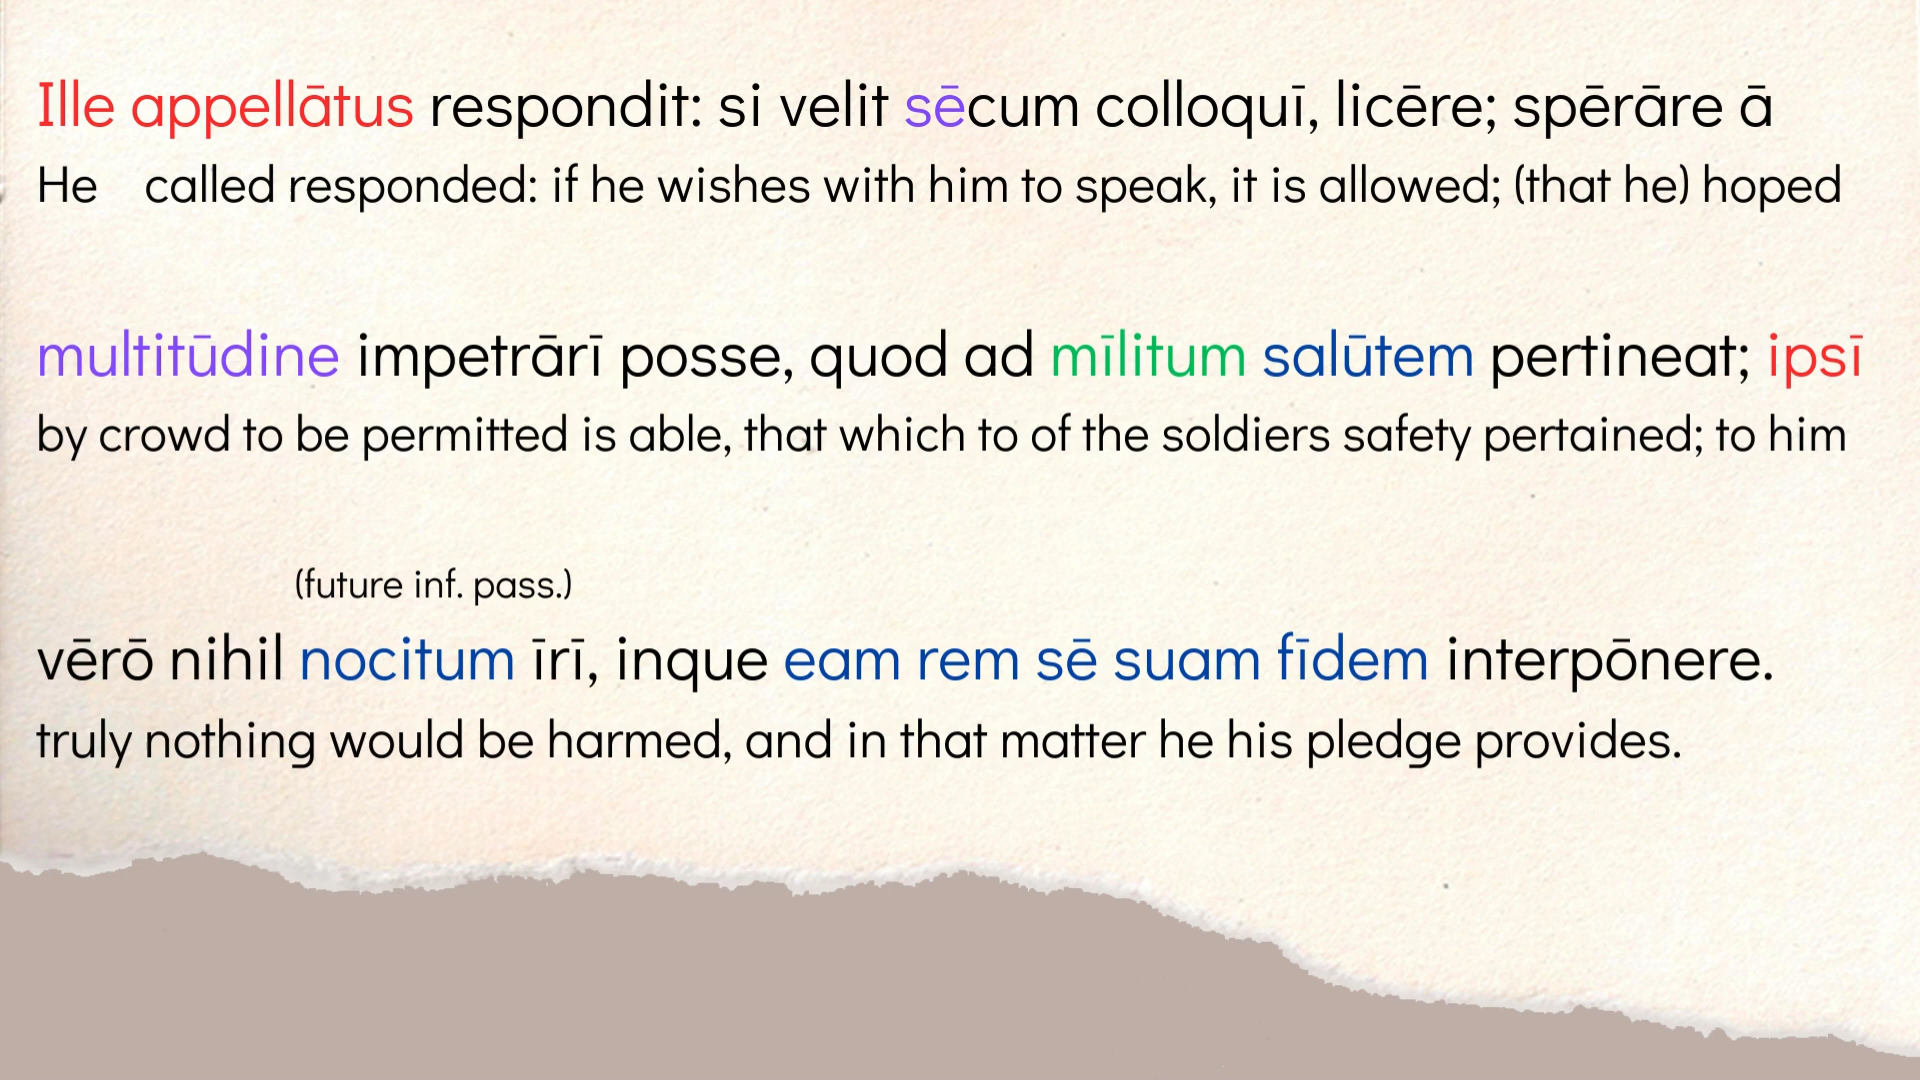 Ille appellātus respondit: si velit sēcum colloquī, licēre; spērāre ā
He called responded: if he wishes with him to speak, it is allowed; (that he) hoped
multitūdine impetrārī posse, quod ad mīlitum salūtem pertineat; ipsī
by crowd to be permitted is able, that which to of the soldiers safety pertained; to him
(future inf. pass.)
vērō nihil nocitum īrī, inque eam rem sē suam fīdem interpōnere.
truly nothing would be harmed, and in that matter he his pledge provides.